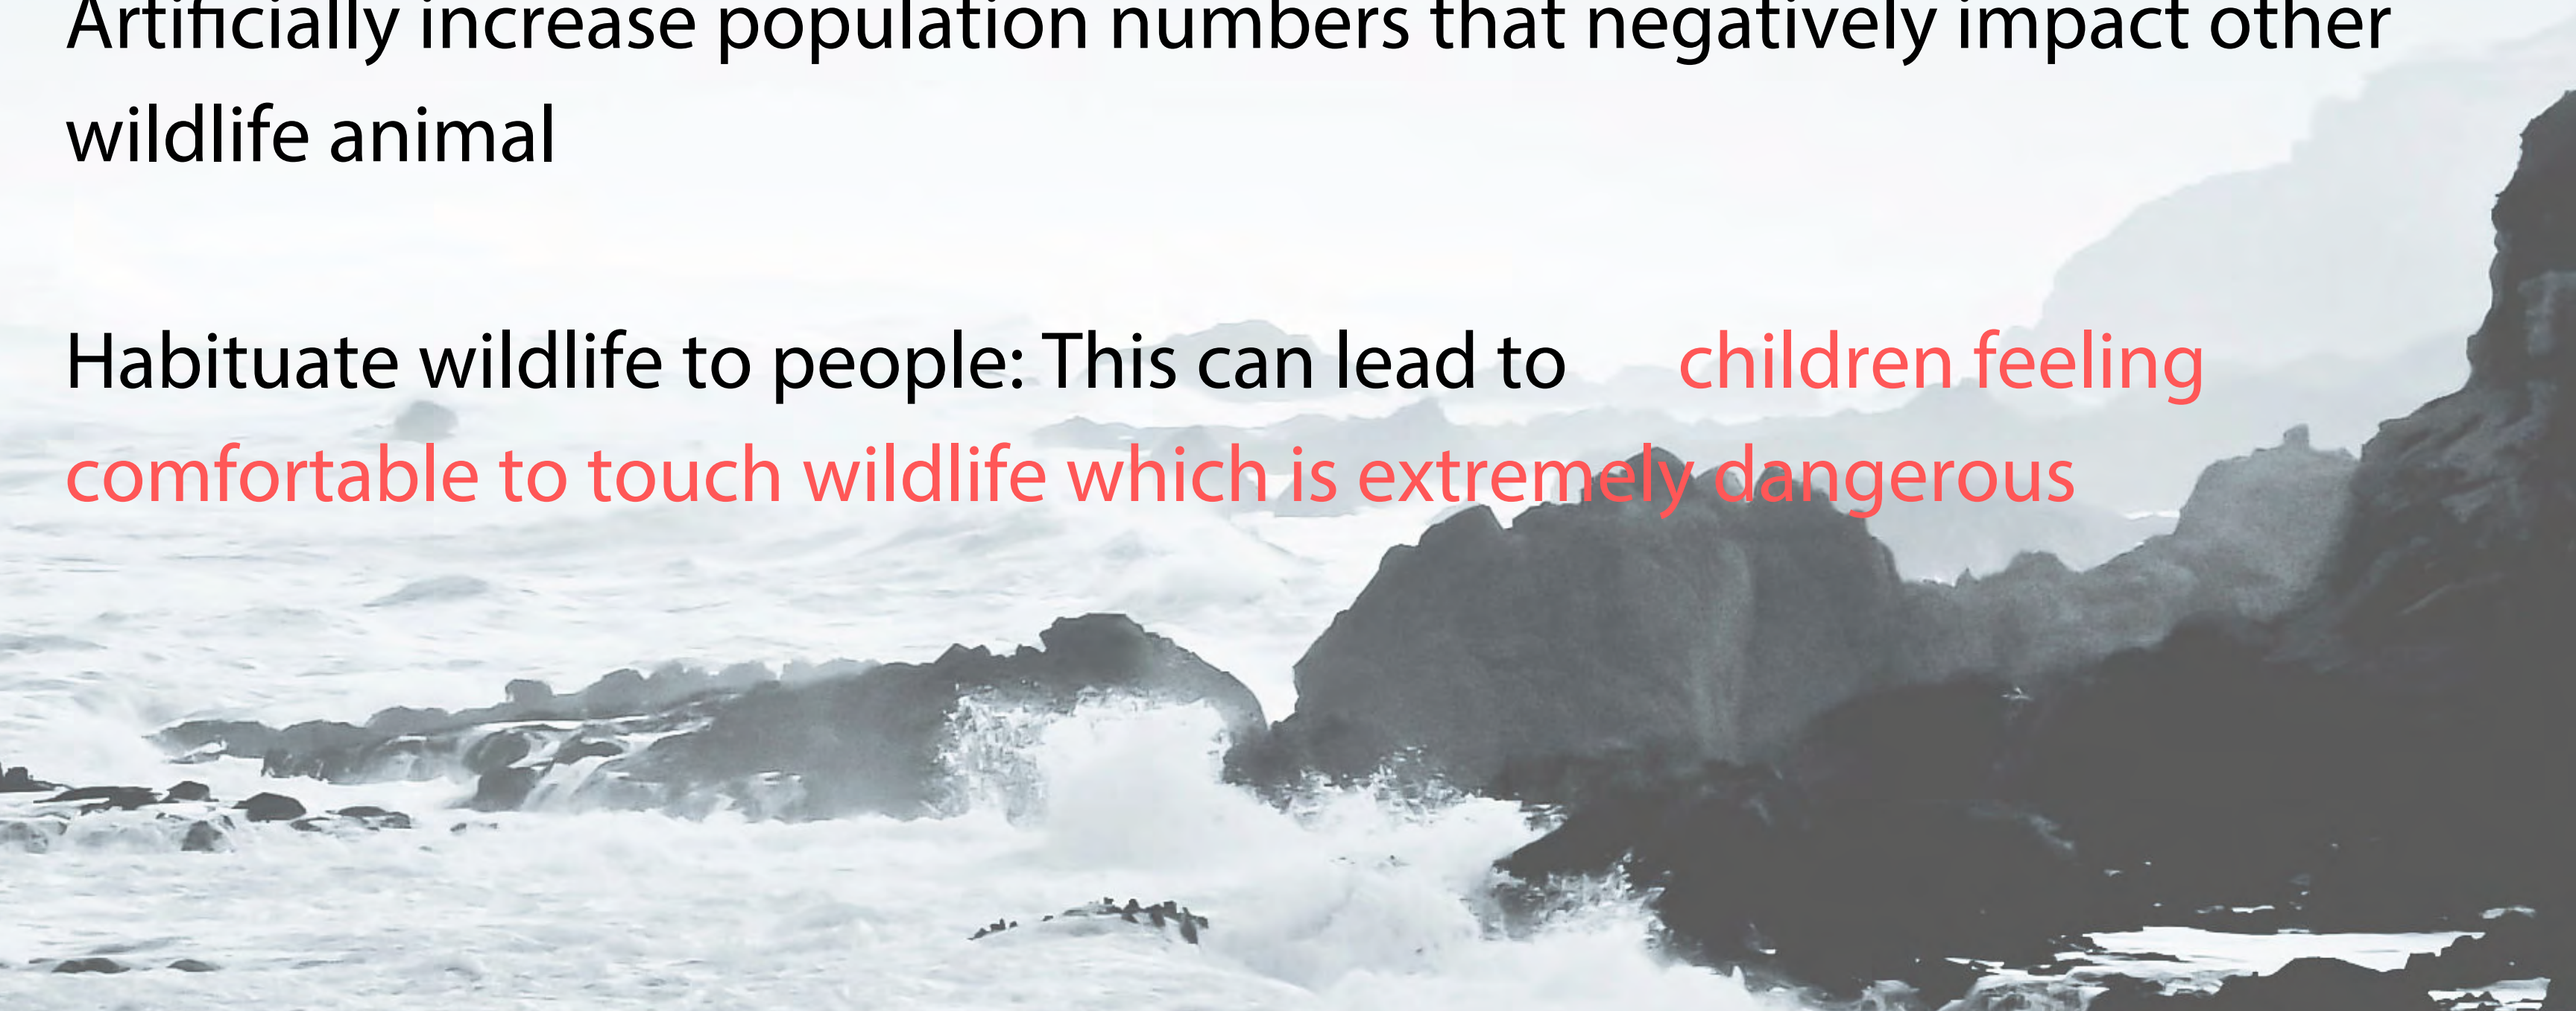 Artificially increase population numbers that negatively impact other
wildlife animal
Habituate wildlife to people: This can lead to children feeling
comfortable to touch wildlife which is extremely dangerous